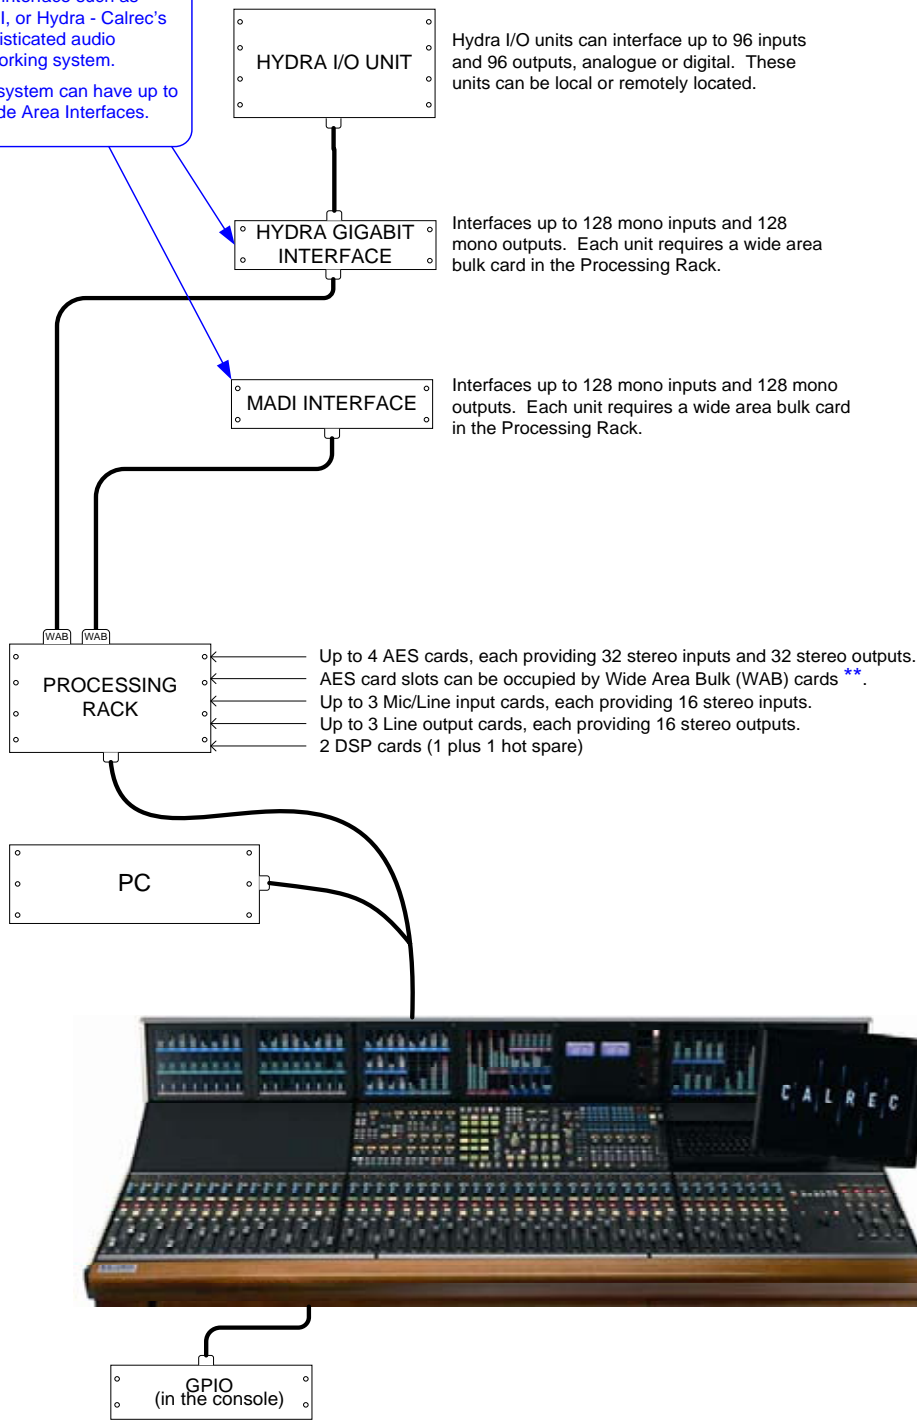 I, or Hydra - Calrec's
audio
system.
system can have up to
Area Interfaces.
HYDRA I/O UNIT
Hydra I/O units can interface up to 96 inputs
and 96 outputs, analogue or digital. These
units can be local or remotely located.
HYDRA GIGABIT
INTERFACE
Interfaces up to 128 mono inputs and 128
mono outputs. Each unit requires a wide area
bulk card in the Processing Rack.
MADI INTERFACE
Interfaces up to 128 mono inputs and 128 mono
outputs. Each unit requires a wide area bulk card
in the Processing Rack.
WAB WAB
PROCESSING
RACK
Up to 4 AES cards, each providing 32 stereo inputs and 32 stereo outputs.
AES card slots can be occupied by Wide Area Bulk (WAB) cards **.
Up to 3 Mic/Line input cards, each providing 16 stereo inputs.
Up to 3 Line output cards, each providing 16 stereo outputs.
2 DSP cards (1 plus 1 hot spare)
PC
CALREC
GPIO
(in the console)